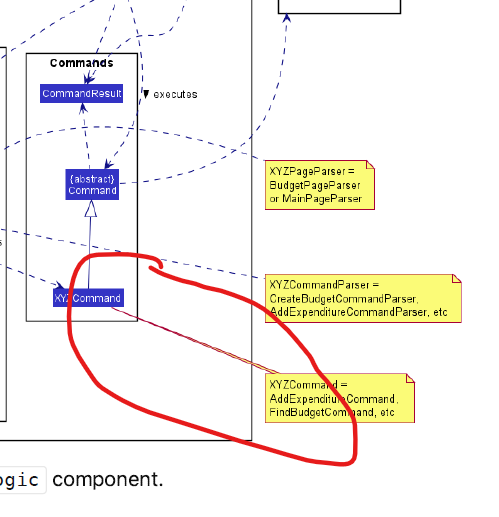 Commands
CommandResult
executes
{abstract}
Command
XYZPageParser =
BudgetPageParser
or MainPageParser
XYZCommand
XYZCommandParser =
CreateBudgetCommandParser,
AddExpenditureCommandParser, etc
XYZCommand =
AddExpenditureCommand,
FindBudgetCommand, etc
ogic component.